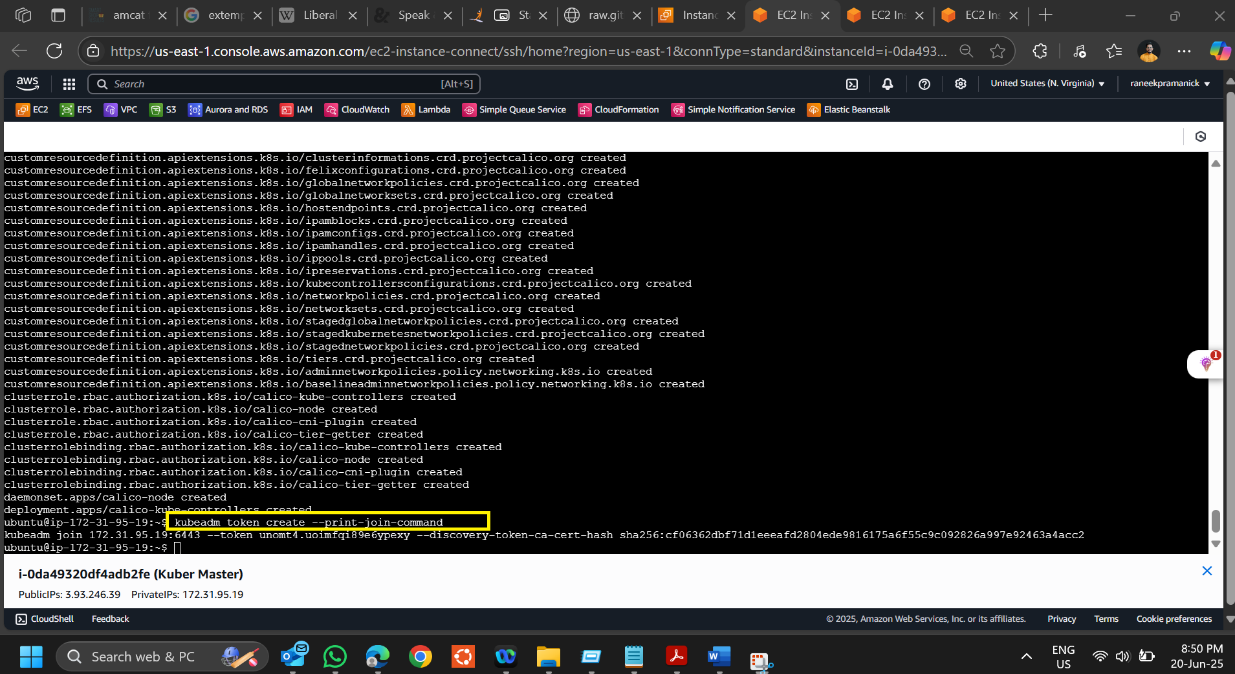 amcat
extemp
Liberal
Speak
St
raw.git
Instanc
EC2 Ins
EC2 Ins
EC2 Ins
https://us-east-1.console.aws.amazon.com/ec2-instance-connect/ssh/home?region=us-east-1&connType=standard&instanceId=i-0da493...
aws
Search [Alt+S]
United States (N. Virginia)
raneekpramanick
EC2 EFS VPC S3 Aurora and RDS IAM CloudWatch Lambda Simple Queue Service CloudFormation Simple Notification Service Elastic Beanstalk
customresourcedefinition.apiextensions.k8s.io/clusterinformations.crd.projectcalico.org created
customresourcedefinition.apiextensions.k8s.io/felixconfigurations.crd.projectcalico.org created
customresourcedefinition.apiextensions.k8s.io/globalnetworkpolicies.crd.projectcalico.org created
customresourcedefinition.apiextensions.k8s.io/globalnetworksets.crd.projectcalico.org created
customresourcedefinition.apiextensions.k8s.io/hostendpoints.crd.projectcalico.org created
customresourcedefinition.apiextensions.k8s.io/ipamblocks.crd.projectcalico.org created
customresourcedefinition.apiextensions.k8s.io/ipamconfigs.crd.projectcalico.org created
customresourcedefinition.apiextensions.k8s.io/ipamhandles.crd.projectcalico.org created
customresourcedefinition.apiextensions.k8s.io/ippools.crd.projectcalico.org created
customresourcedefinition.apiextensions.k8s.io/ipreservations.crd.projectcalico.org created
customresourcedefinition.apiextensions.k8s.io/kubecontrollersconfigurations.crd.projectcalico.org created
customresourcedefinition.apiextensions.k8s.io/networkpolicies.crd.projectcalico.org created
customresourcedefinition.apiextensions.k8s.io/networksets.crd.projectcalico.org created
customresourcedefinition.apiextensions.k8s.io/stagedglobalnetworkpolicies.crd.projectcalico.org created
customresourcedefinition.apiextensions.k8s.io/stagedkubernetesnetworkpolicies.crd.projectcalico.org created
customresourcedefinition.apiextensions.k8s.io/stagednetworkpolicies.crd.projectcalico.org created
customresourcedefinition.apiextensions.k8s.io/tiers.crd.projectcalico.org created
customresourcedefinition.apiextensions.k8s.io/adminnetworkpolicies.policy.networking.k8s.io created
customresourcedefinition.apiextensions.k8s.io/baselineadminnetworkpolicies.policy.networking.k8s.io created
clusterrole.rbac.authorization.k8s.io/calico-kube-controllers created
clusterrole.rbac.authorization.k8s.io/calico-node created
clusterrole.rbac.authorization.k8s.io/calico-cni-plugin created
clusterrole.rbac.authorization.k8s.io/calico-tier-getter created
clusterrolebinding.rbac.authorization.k8s.io/calico-kube-controllers created
clusterrolebinding.rbac.authorization.k8s.io/calico-node created
clusterrolebinding.rbac.authorization.k8s.io/calico-cni-plugin created
clusterrolebinding.rbac.authorization.k8s.io/calico-tier-getter created
daemonset.apps/calico-node created
deployment.apps/calico-kube-controllers created
ubuntu@ip-172-31-95-19:~$ kubeadm token create --print-join-command
kubeadm join 172.31.95.19:6443 --token unomt4.uoimfqi89e6ypexy --discovery-token-ca-cert-hash sha256:cf06362dbf71d1eeeafd2804ede9816175a6f55c9c092826a997e92463a4acc2
ubuntu@ip-172-31-95-19:~$
1
i-0da49320df4adb2fe (Kuber Master)
PublicIPs: 3.93.246.39 PrivateIPs: 172.31.95.19
CloudShell Feedback © 2025, Amazon Web Services, Inc. or its affiliates. Privacy Terms Cookie preferences
Search web & PC
ENG
US
8:50 PM
20-Jun-25